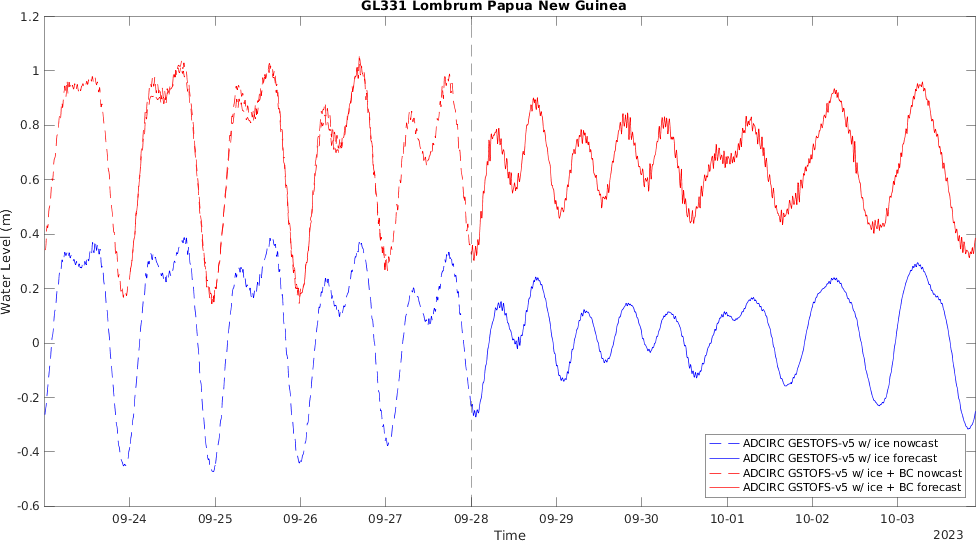 GL331 Lombrum Papua New Guinea
1.2
1
0.8
0.6
0.4
0.2
0
-0.2
-0.4
-0.6
Water Level (m)
ADCIRC GESTOFS-v5 w/ ice nowcast
ADCIRC GESTOFS-v5 w/ ice forecast
ADCIRC GSTOFS-v5 w/ ice + BC nowcast
ADCIRC GSTOFS-v5 w/ ice + BC forecast
09-24 09-25 09-26 09-27 09-28 09-29 09-30 10-01 10-02 10-03
Time
2023